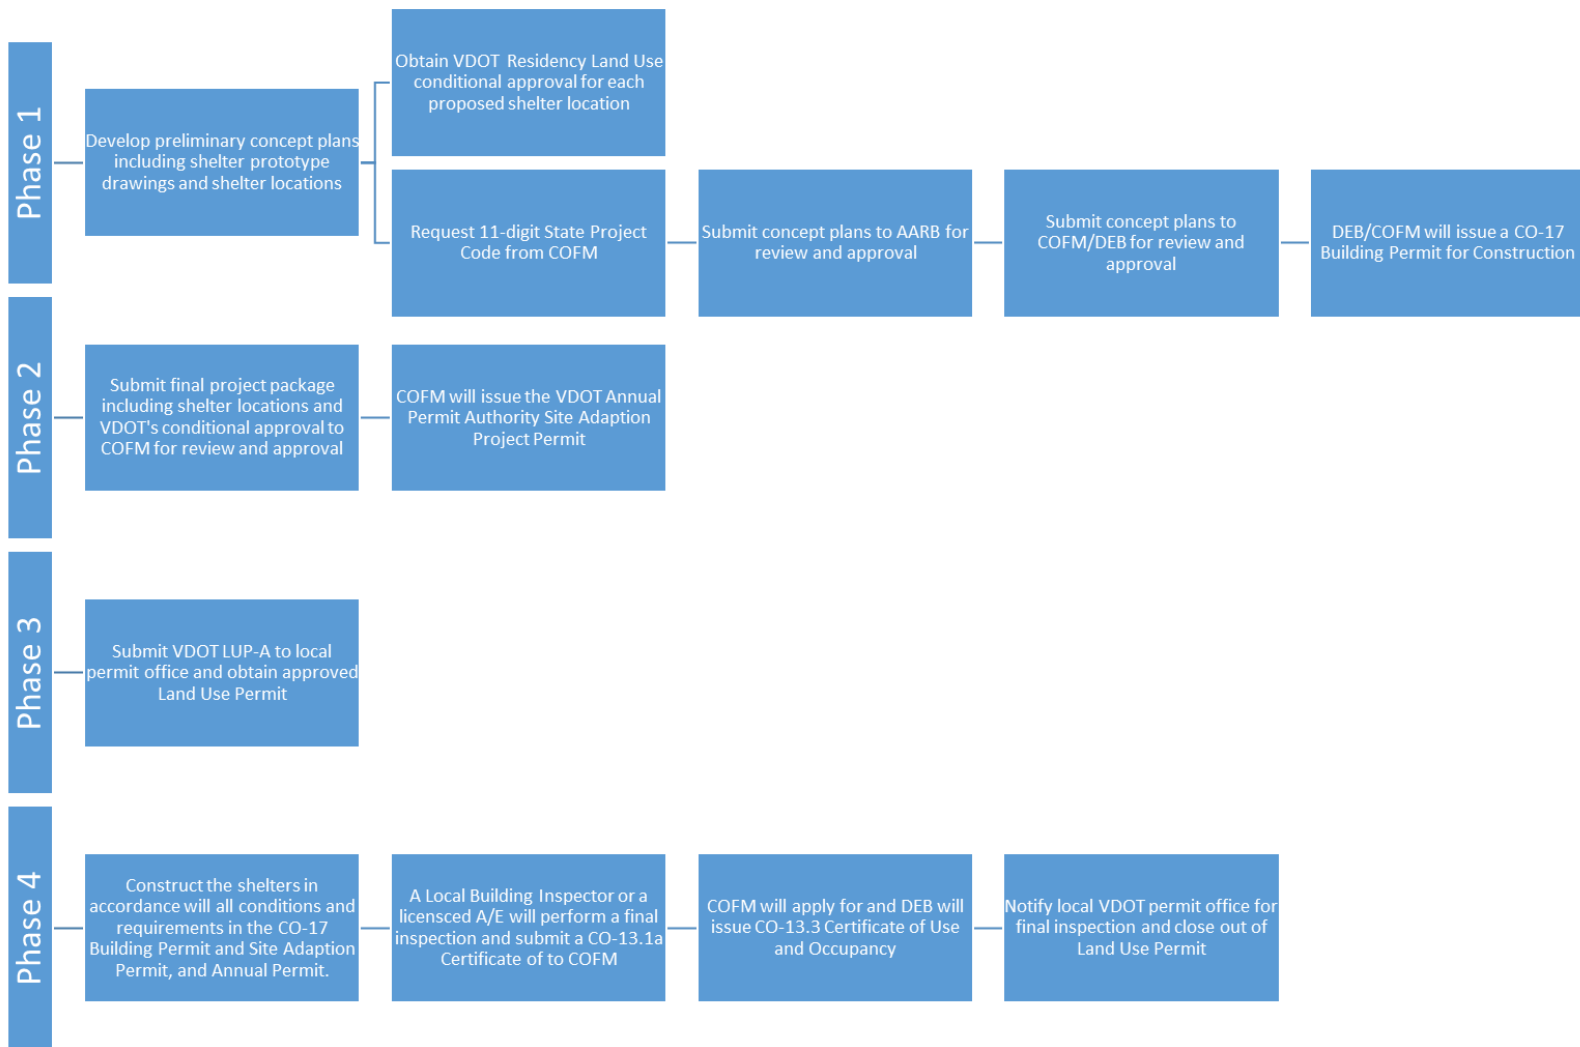 Phase 1
Develop preliminary concept plans
including shelter prototype
drawings and shelter locations
Obtain VDOT Residency Land Use
conditional approval for each
proposed shelter location
Request 11-digit State Project
Code from COFM
Submit concept plans to AARB for
review and approval
Submit concept plans to
COFM/DEB for review and
approval
DEB/COFM will issue a CO-17
Building Permit for Construction
Phase 2
Submit final project package
including shelter locations and
VDOT's conditional approval to
COFM for review and approval
COFM will issue the VDOT Annual
Permit Authority Site Adaption
Project Permit
Phase 3
Submit VDOT LUP-A to local
permit office and obtain approved
Land Use Permit
Phase 4
Construct the shelters in
accordance will all conditions and
requirements in the CO-17
Building Permit and Site Adaption
Permit, and Annual Permit.
A Local Building Inspector or a
licensced A/E will perform a final
inspection and submit a CO-13.1a
Certificate of to COFM
COFM will apply for and DEB will
issue CO-13.3 Certificate of Use
and Occupancy
Notify local VDOT permit office for
final inspection and close out of
Land Use Permit